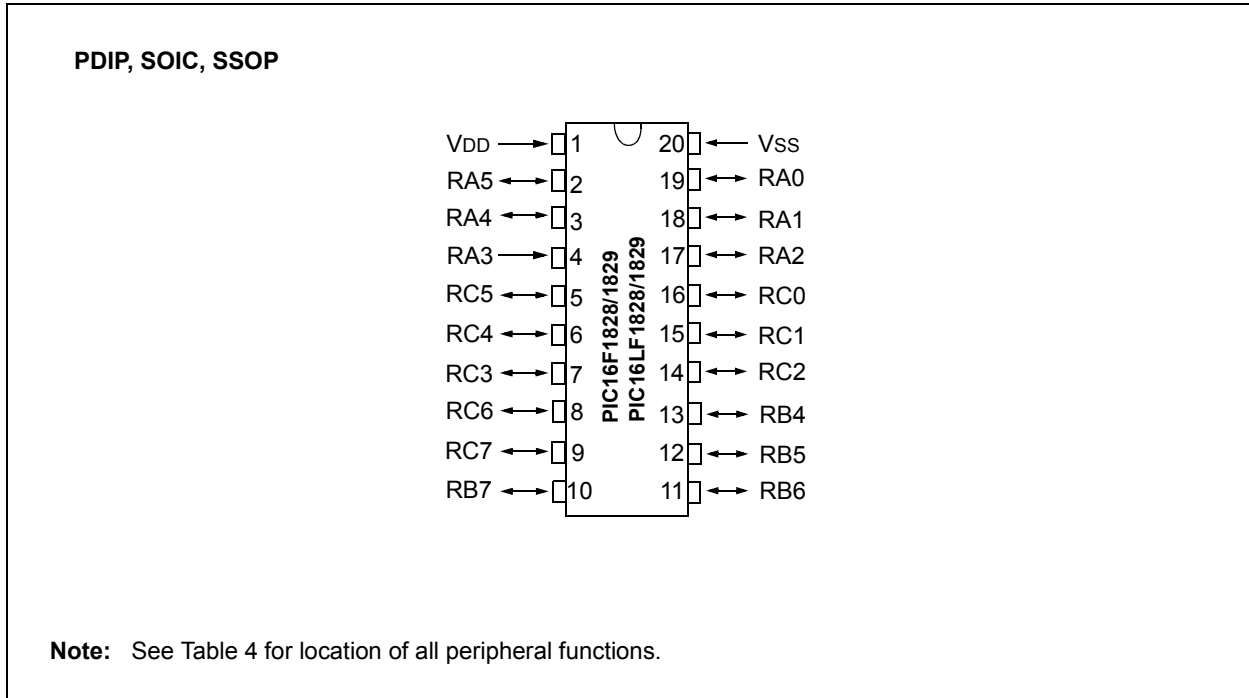 PDIP, SOIC, SSOP
VDD 1 20 VSS
RA5 2 19 RA0
RA4 3 18 RA1
RA3 4 17 RA2
RC5 5 16 RC0
RC4 6 15 RC1
RC3 7 14 RC2
RC6 8 13 RB4
RC7 9 12 RB5
RB7 10 11 RB6
PIC16F1828/1829
PIC16LF1828/1829
Note: See Table 4 for location of all peripheral functions.